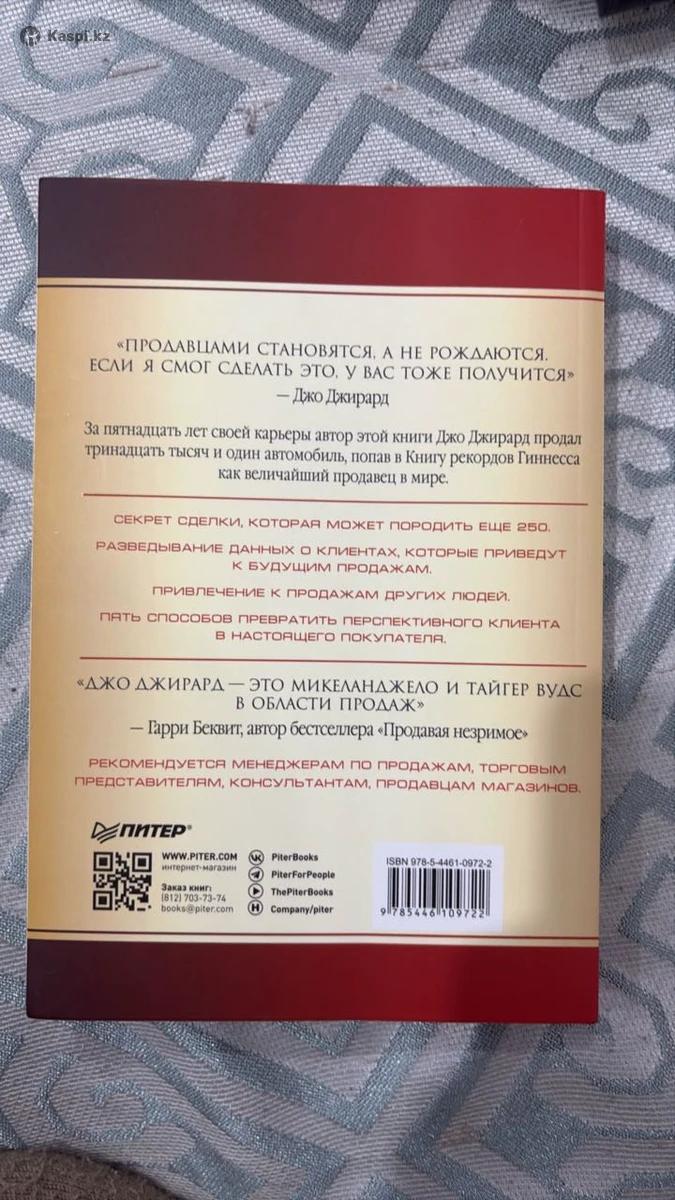 Kaspi.kz
«ПРОДАВЦАМИ СТАНОВЯТСЯ, А НЕ РОЖДАЮТСЯ.
ЕСЛИ Я СМОГ СДЕЛАТЬ ЭТО, У ВАС ТОЖЕ ПОЛУЧИТСЯ»
— Джо Джирард
За пятнадцать лет своей карьеры автор этой книги Джо Джирард продал
тринадцать тысяч и один автомобиль, попав в Книгу рекордов Гиннесса
как величайший продавец в мире.
СЕКРЕТ СДЕЛКИ, КОТОРАЯ МОЖЕТ ПОРОДИТЬ ЕЩЕ 250.
РАЗВЕДЫВАНИЕ ДАННЫХ О КЛИЕНТАХ, КОТОРЫЕ ПРИВЕДУТ
К БУДУЩИМ ПРОДАЖАМ.
ПРИВЛЕЧЕНИЕ К ПРОДАЖАМ ДРУГИХ ЛЮДЕЙ.
ПЯТЬ СПОСОБОВ ПРЕВРАТИТЬ ПЕРСПЕКТИВНОГО КЛИЕНТА
В НАСТОЯЩЕГО ПОКУПАТЕЛЯ.
«ДЖО ДЖИРАРД — ЭТО МИКЕЛАНДЖЕЛО И ТАЙГЕР ВУДС
В ОБЛАСТИ ПРОДАЖ»
— Гарри Беквит, автор бестселлера «Продавая незримое»
РЕКОМЕНДУЕТСЯ МЕНЕДЖЕРАМ ПО ПРОДАЖАМ, ТОРГОВЫМ
ПРЕДСТАВИТЕЛЯМ, КОНСУЛЬТАНТАМ, ПРОДАВЦАМ МАГАЗИНОВ.
ПИТЕР®
WWW.PITER.COM
интернет-магазин
Заказ книг:
(812) 703-73-74
books@piter.com
PiterBooks
PiterForPeople
ThePiterBooks
Company/piter
ISBN 978-5-4461-0972-2
9 785446 109722